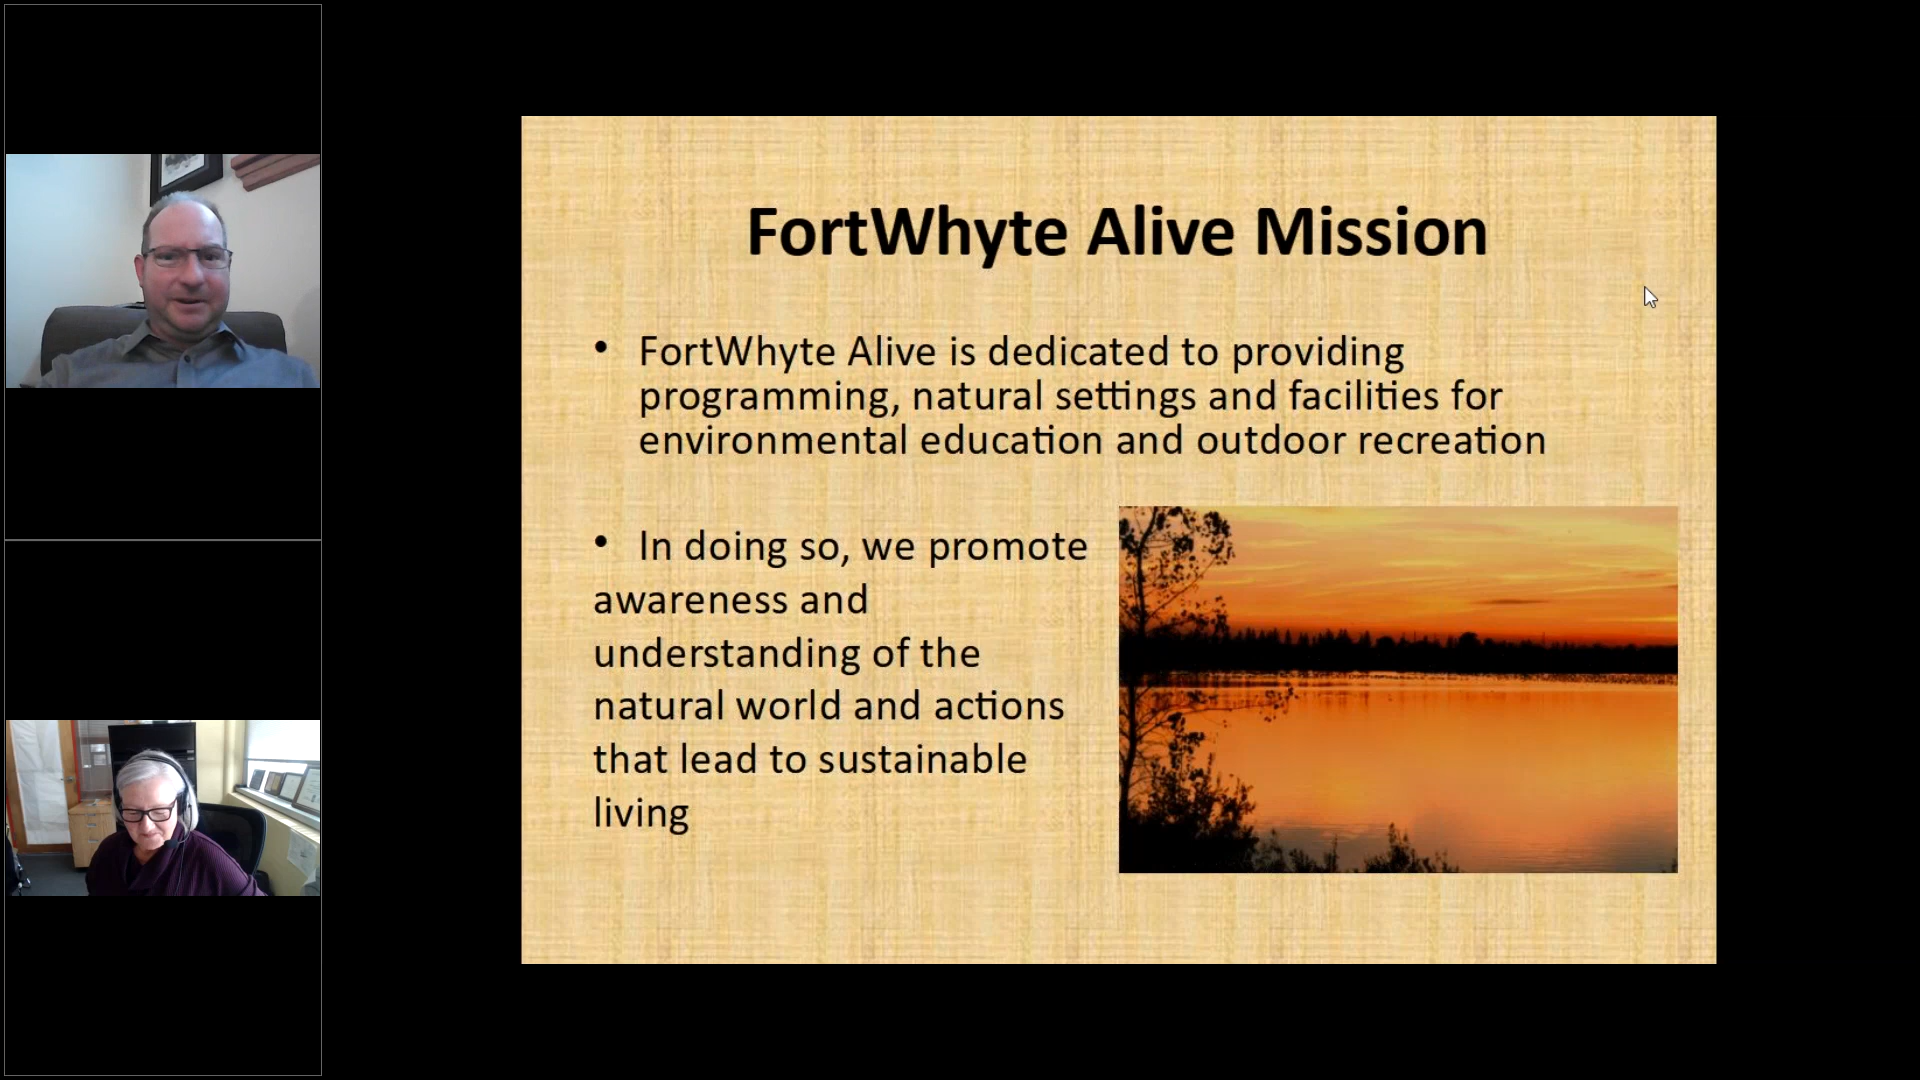 FortWhyte Alive Mission
• FortWhyte Alive is dedicated to providing
programming, natural settings and facilities for
environmental education and outdoor recreation
• In doing so, we promote
awareness and
understanding of the
natural world and actions
that lead to sustainable
living